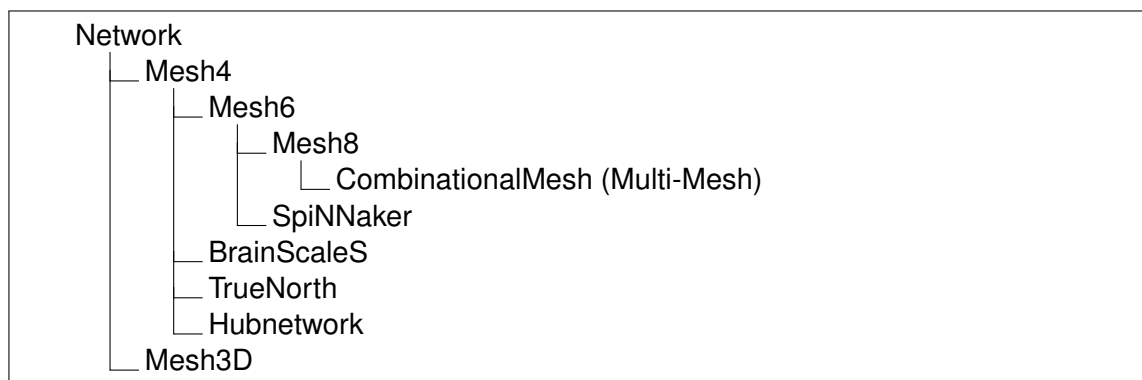 Network
Mesh4
Mesh6
Mesh8
CombinationalMesh (Multi-Mesh)
SpiNNaker
BrainScaleS
TrueNorth
Hubnetwork
Mesh3D